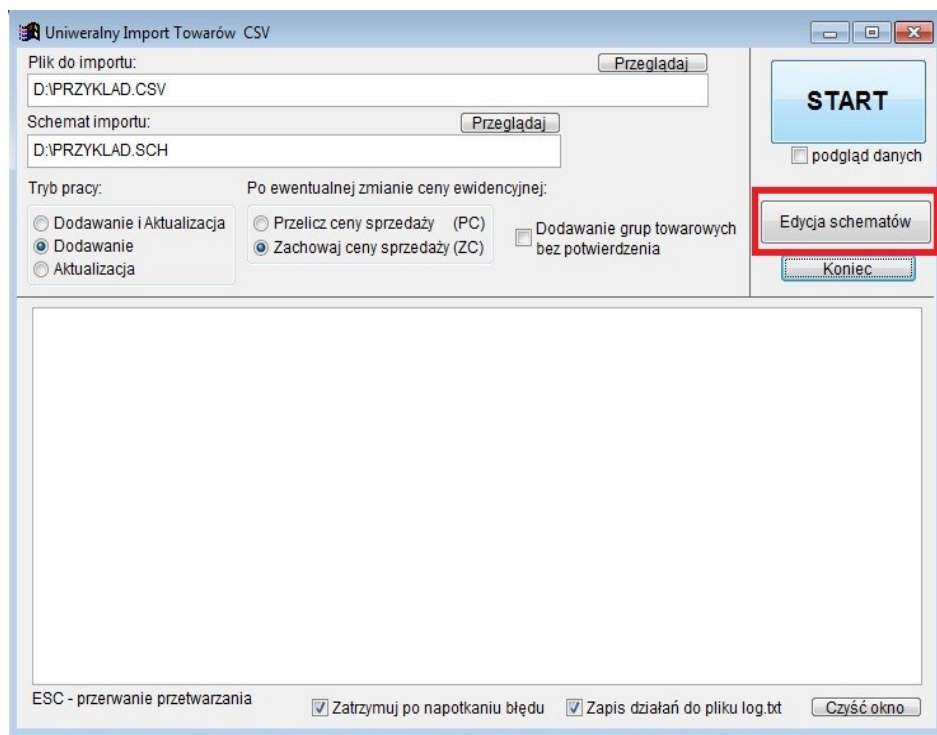 Uniweralny Import Towarów CSV
Plik do importu:
Przeglądaj
D:\PRZYKLAD.CSV
START
Schemat importu:
Przeglądaj
D:\PRZYKLAD.SCH
podgląd danych
Tryb pracy:
Po ewentualnej zmianie ceny ewidencyjnej:
Dodawanie i Aktualizacja
Dodawanie
Aktualizacja
Przelicz ceny sprzedaży (PC)
Zachowaj ceny sprzedaży (ZC)
Dodawanie grup towarowych
bez potwierdzenia
Edycja schematów
Koniec
ESC - przerwanie przetwarzania
Zatrzymuj po napotkaniu błędu
Zapis działań do pliku log.txt
Czyść okno